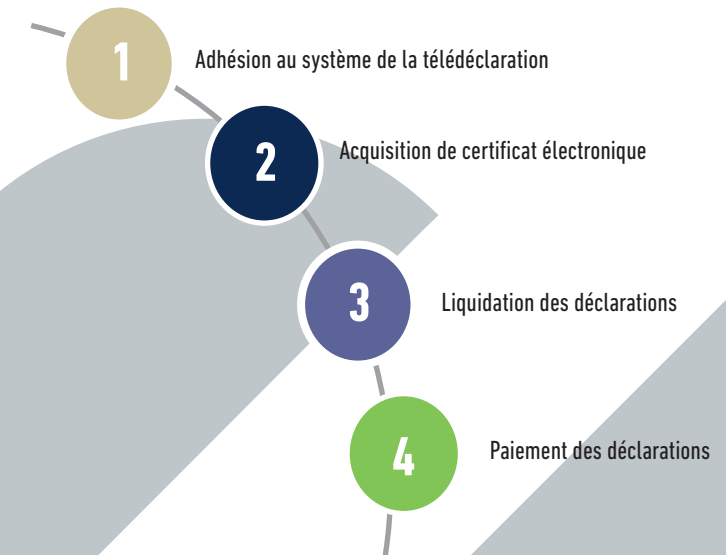 1
Adhésion au système de la télédéclaration
2
Acquisition de certificat électronique
3
Liquidation des déclarations
4
Paiement des déclarations